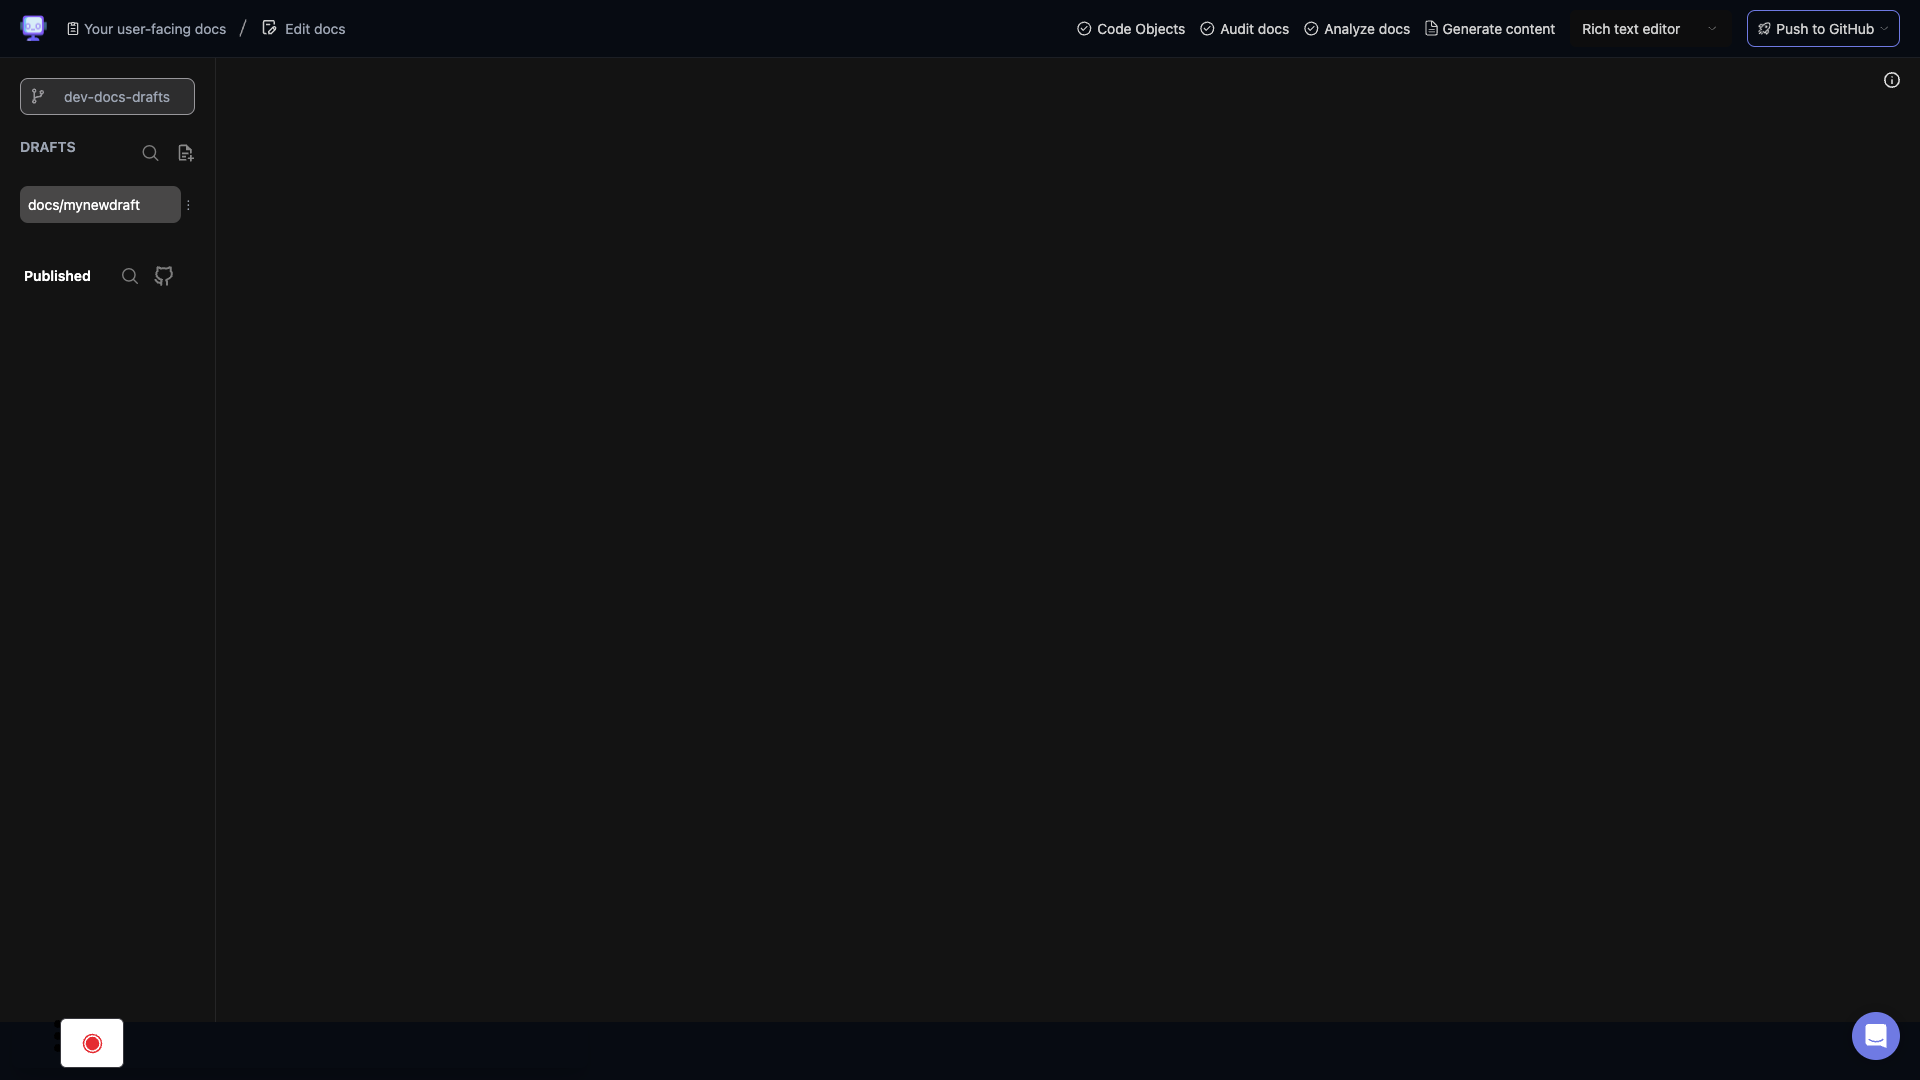 Your user-facing docs / Edit docs
Code Objects Audit docs Analyze docs Generate content Rich text editor Push to GitHub
dev-docs-drafts
DRAFTS
docs/mynewdraft
Published